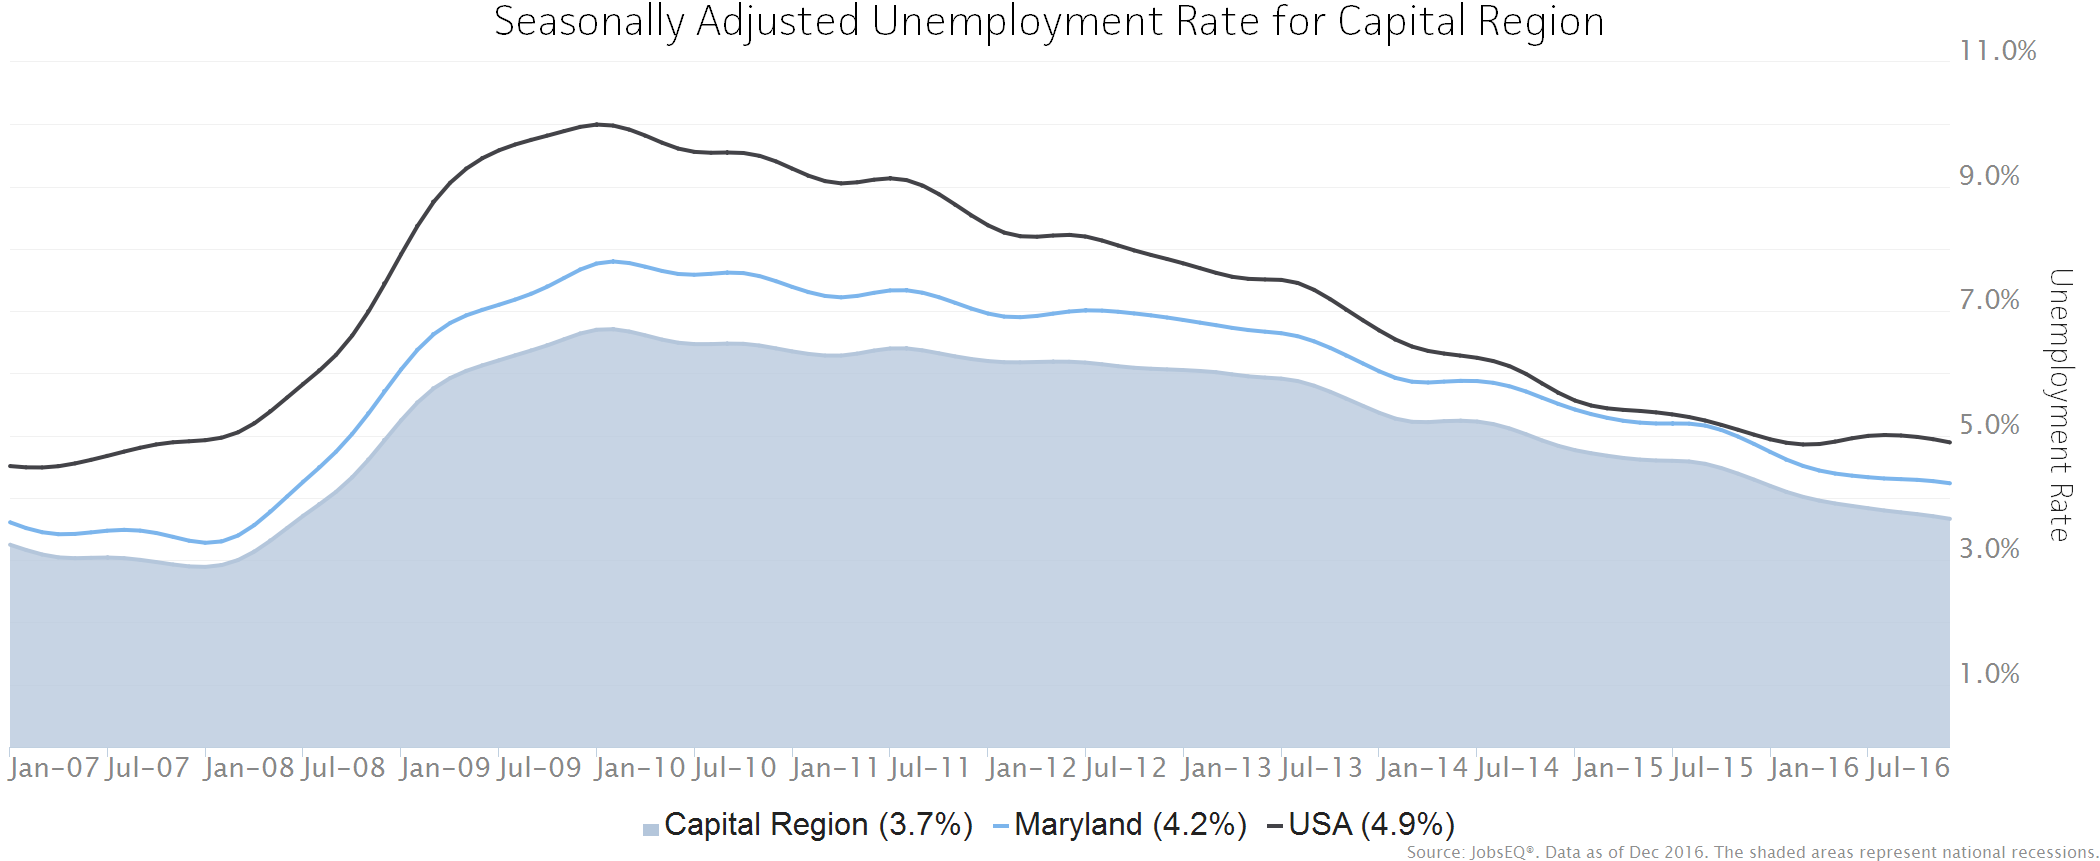 Seasonally Adjusted Unemployment Rate for Capital Region
11.0%
9.0%
7.0%
5.0%
3.0%
1.0%
Unemployment Rate
Jan-07 Jul-07 Jan-08 Jul-08 Jan-09 Jul-09 Jan-10 Jul-10 Jan-11 Jul-11 Jan-12 Jul-12 Jan-13 Jul-13 Jan-14 Jul-14 Jan-15 Jul-15 Jan-16 Jul-16
Capital Region (3.7%) Maryland (4.2%) USA (4.9%)
Source: JobsEQ®. Data as of Dec 2016. The shaded areas represent national recessions.